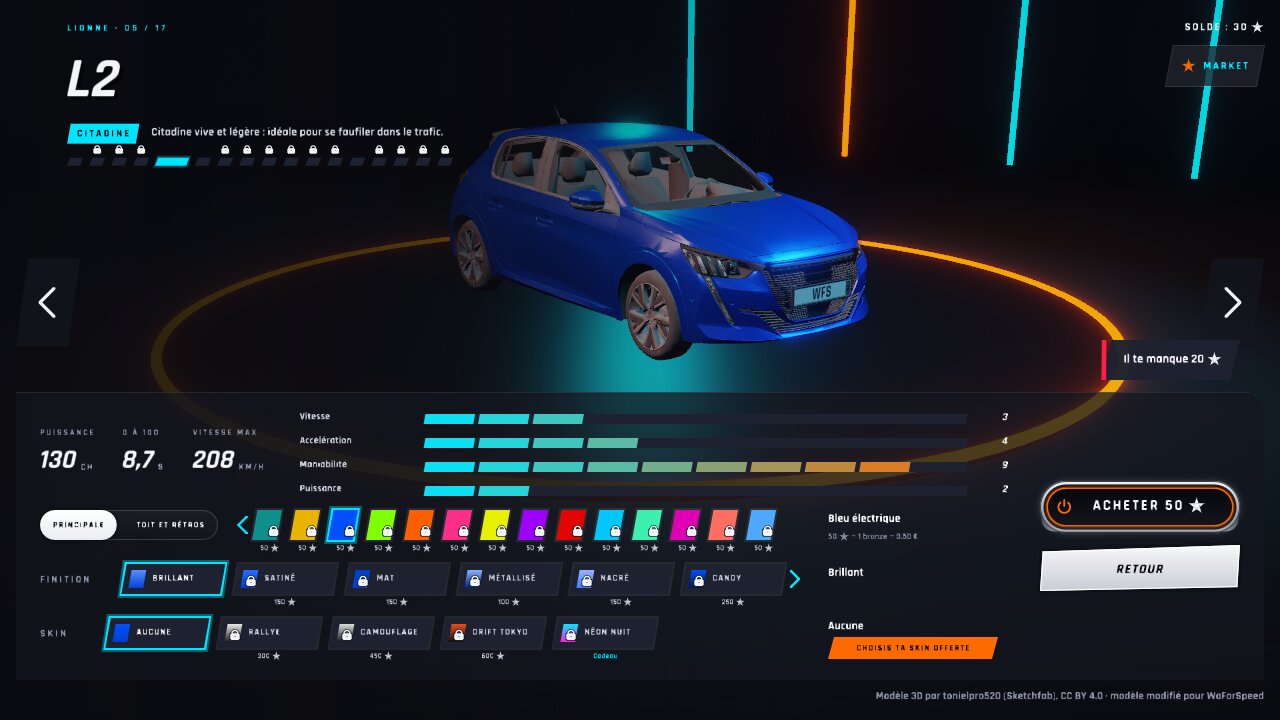 LIONNE · 05 / 17
SOLDE : 30 ★
★ MARKET
L2
CITADINE
Citadine vive et légère : idéale pour se faufiler dans le trafic.
WFS
Il te manque 20 ★
PUISSANCE
130 CH
0 À 100
8,7 S
VITESSE MAX
208 KM/H
Vitesse 3
Accélération 4
Maniabilité 9
Puissance 2
PRINCIPALE
TOIT ET RÉTROS
50 ★ 50 ★ 50 ★ 50 ★ 50 ★ 50 ★ 50 ★ 50 ★ 50 ★ 50 ★ 50 ★ 50 ★ 50 ★ 50 ★
Bleu électrique
50 ★ = 1 bronze = 0,50 €
ACHETER 50 ★
RETOUR
FINITION
BRILLANT
SATINÉ
MAT
MÉTALLISÉ
NACRÉ
CANDY
150 ★ 150 ★ 100 ★ 150 ★ 250 ★
Brillant
SKIN
AUCUNE
RALLYE
CAMOUFLAGE
DRIFT TOKYO
NÉON NUIT
300 ★ 450 ★ 600 ★ Cadeau
Aucune
CHOISIS TA SKIN OFFERTE
Modèle 3D par tonielpro520 (Sketchfab), CC BY 4.0 · modèle modifié pour WaForSpeed